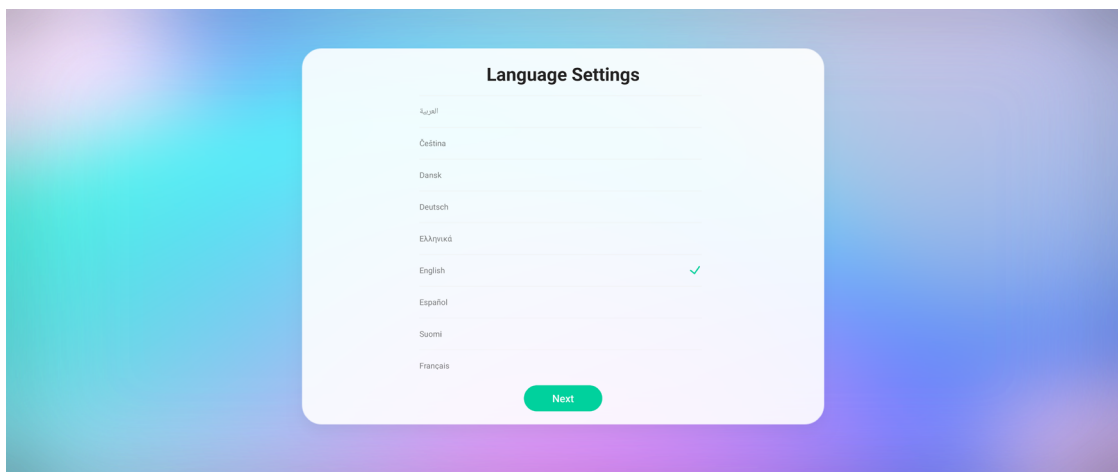 Language Settings
العربية
Čeština
Dansk
Deutsch
Ελληνικά
English
Español
Suomi
Français
Next